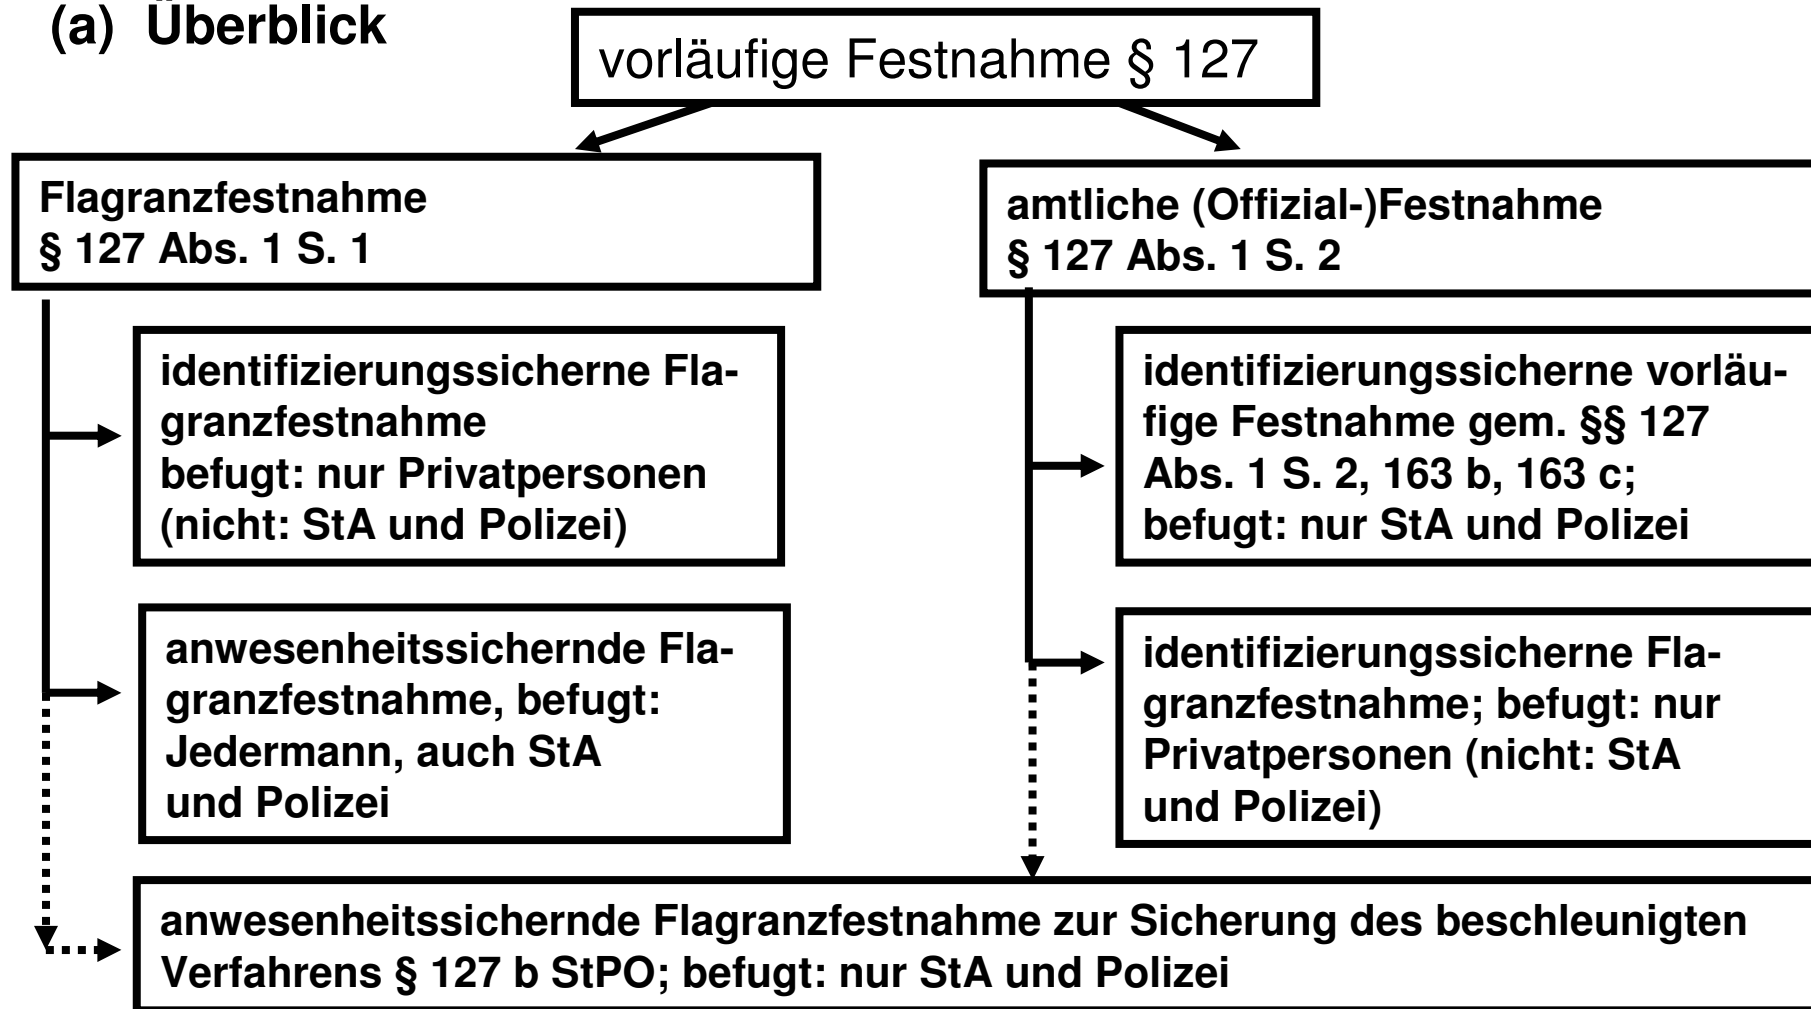 (a) Überblick
vorläufige Festnahme § 127
Flagranzfestnahme
§ 127 Abs. 1 S. 1
amtliche (Offizial-)Festnahme
§ 127 Abs. 1 S. 2
identifizierungssicherne Fla-
granzfestnahme
befugt: nur Privatpersonen
(nicht: StA und Polizei)
identifizierungssicherne vorläu-
fige Festnahme gem. §§ 127
Abs. 1 S. 2, 163 b, 163 c;
befugt: nur StA und Polizei
anwesenheitssichernde Fla-
granzfestnahme, befugt:
Jedermann, auch StA
und Polizei
identifizierungssicherne Fla-
granzfestnahme; befugt: nur
Privatpersonen (nicht: StA
und Polizei)
anwesenheitssichernde Flagranzfestnahme zur Sicherung des beschleunigten
Verfahrens § 127 b StPO; befugt: nur StA und Polizei